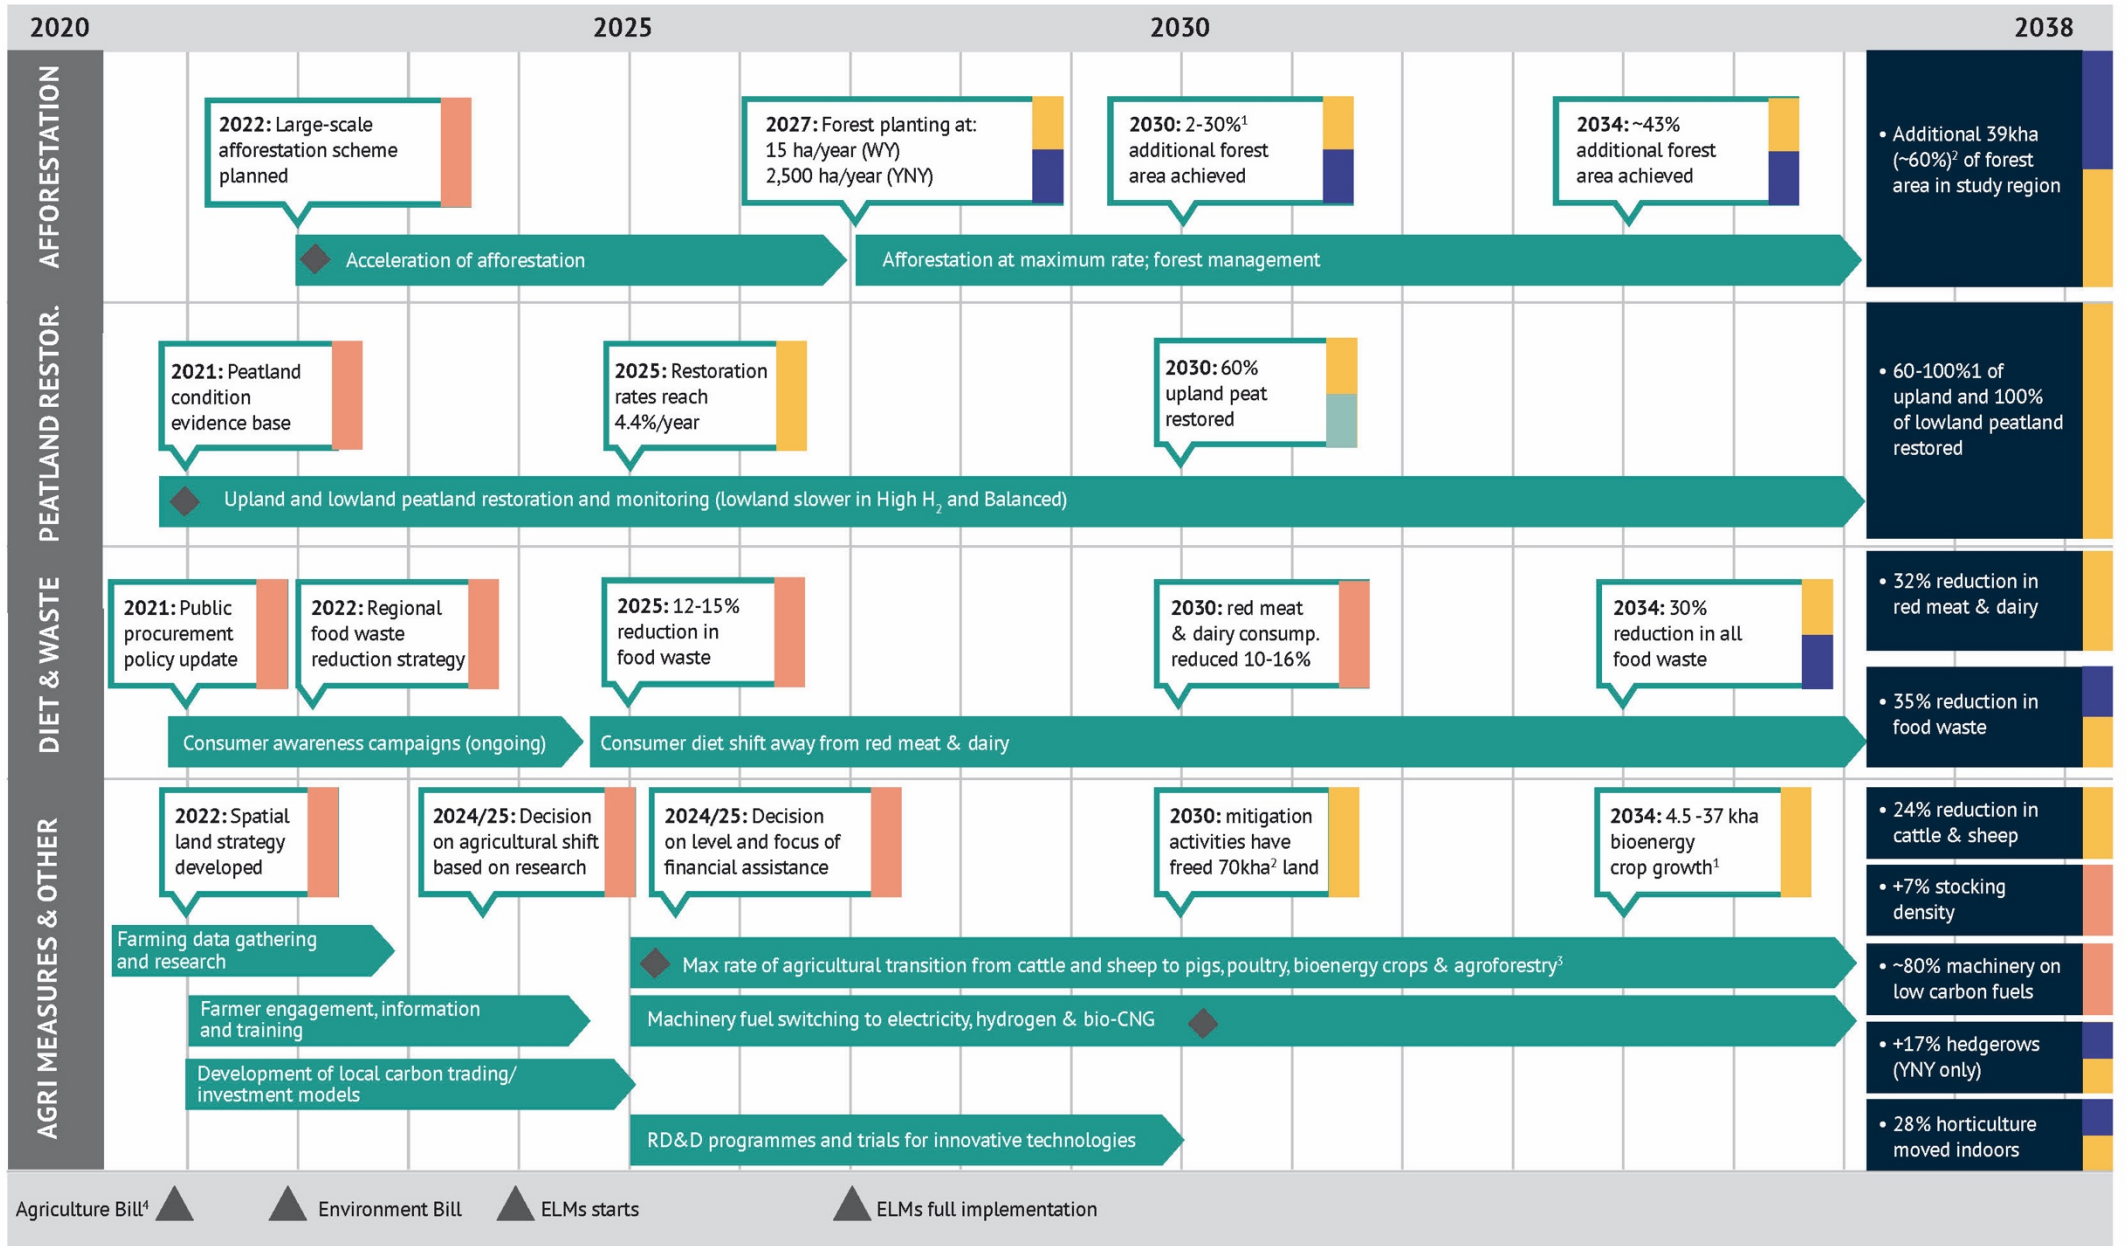 2020
2025
2030
2038
AFFORESTATION
2022: Large-scale
afforestation scheme
planned
2027: Forest planting at:
15 ha/year (WY)
2,500 ha/year (YNY)
2030: 2-30%¹
additional forest
area achieved
2034: ~43%
additional forest
area achieved
Acceleration of afforestation
Afforestation at maximum rate; forest management
• Additional 39kha
(~60%)² of forest
area in study region
PEATLAND RESTOR.
2021: Peatland
condition
evidence base
2025: Restoration
rates reach
4.4%/year
2030: 60%
upland peat
restored
Upland and lowland peatland restoration and monitoring (lowland slower in High H₂ and Balanced)
• 60-100%1 of
upland and 100%
of lowland peatland
restored
DIET & WASTE
2021: Public
procurement
policy update
2022: Regional
food waste
reduction strategy
2025: 12-15%
reduction in
food waste
2030: red meat
& dairy consump.
reduced 10-16%
2034: 30%
reduction in all
food waste
Consumer awareness campaigns (ongoing)
Consumer diet shift away from red meat & dairy
• 32% reduction in
red meat & dairy
• 35% reduction in
food waste
AGRI MEASURES & OTHER
2022: Spatial
land strategy
developed
2024/25: Decision
on agricultural shift
based on research
2024/25: Decision
on level and focus of
financial assistance
2030: mitigation
activities have
freed 70kha² land
2034: 4.5 -37 kha
bioenergy
crop growth¹
Farming data gathering
and research
Max rate of agricultural transition from cattle and sheep to pigs, poultry, bioenergy crops & agroforestry³
Farmer engagement, information
and training
Machinery fuel switching to electricity, hydrogen & bio-CNG
Development of local carbon trading/
investment models
RD&D programmes and trials for innovative technologies
• 24% reduction in
cattle & sheep
• +7% stocking
density
• ~80% machinery on
low carbon fuels
• +17% hedgerows
(YNY only)
• 28% horticulture
moved indoors
Agriculture Bill⁴
Environment Bill
ELMs starts
ELMs full implementation